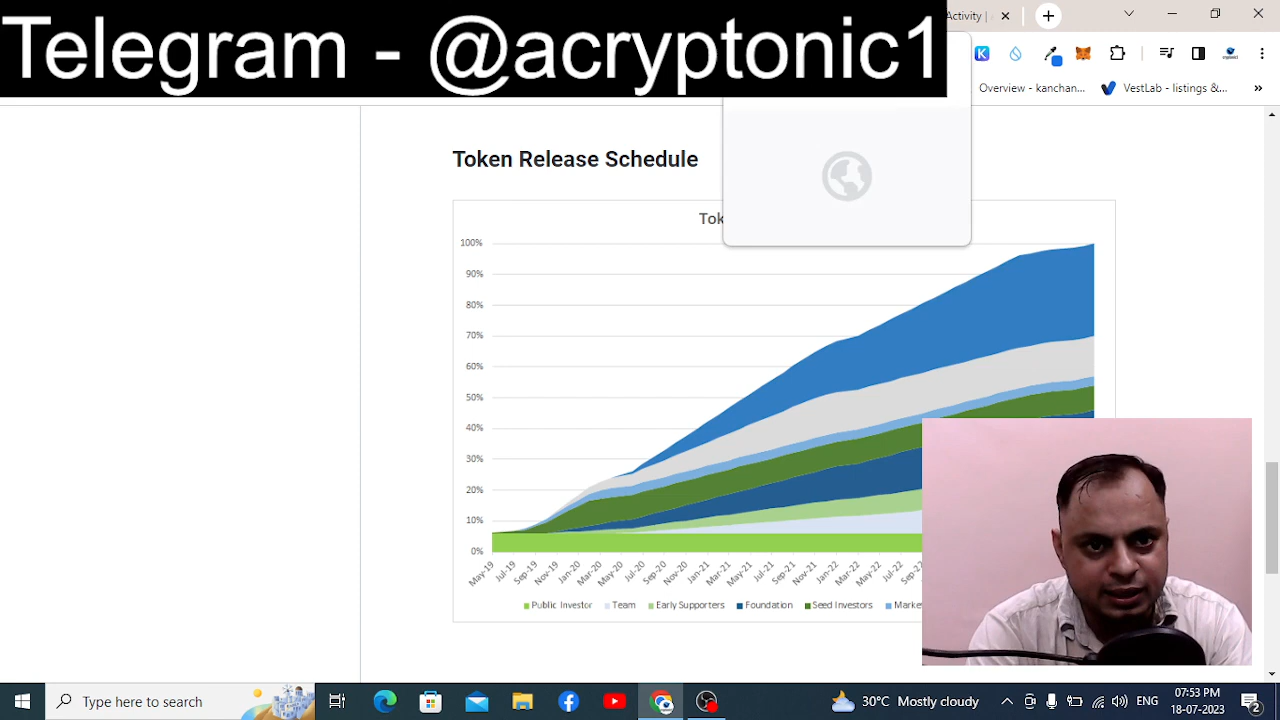 Telegram - @acryptonic1
Activity
Overview - kanchan...
VestLab - listings &...
»
Token Release Schedule
Tok
100%
90%
80%
70%
60%
50%
40%
30%
20%
10%
0%
May-19 Jul-19 Sep-19 Nov-19 Jan-20 Mar-20 May-20 Jul-20 Sep-20 Nov-20 Jan-21 Mar-21 May-21 Jul-21 Sep-21 Nov-21 Jan-22 Mar-22 May-22 Jul-22 Sep-22
Public Investor Team Early Supporters Foundation Seed Investors Marke
Type here to search
30°C Mostly cloudy
ENG
07:53 PM
18-07-2023
2